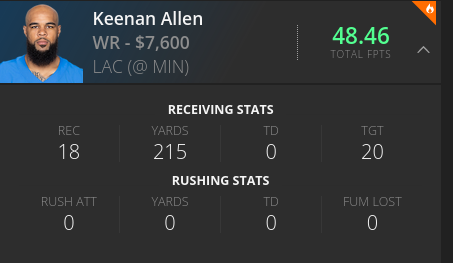 Keenan Allen
WR - $7,600
LAC (@ MIN)
48.46
TOTAL FPTS
RECEIVING STATS
REC YARDS TD TGT
18 215 0 20
RUSHING STATS
RUSH ATT YARDS TD FUM LOST
0 0 0 0